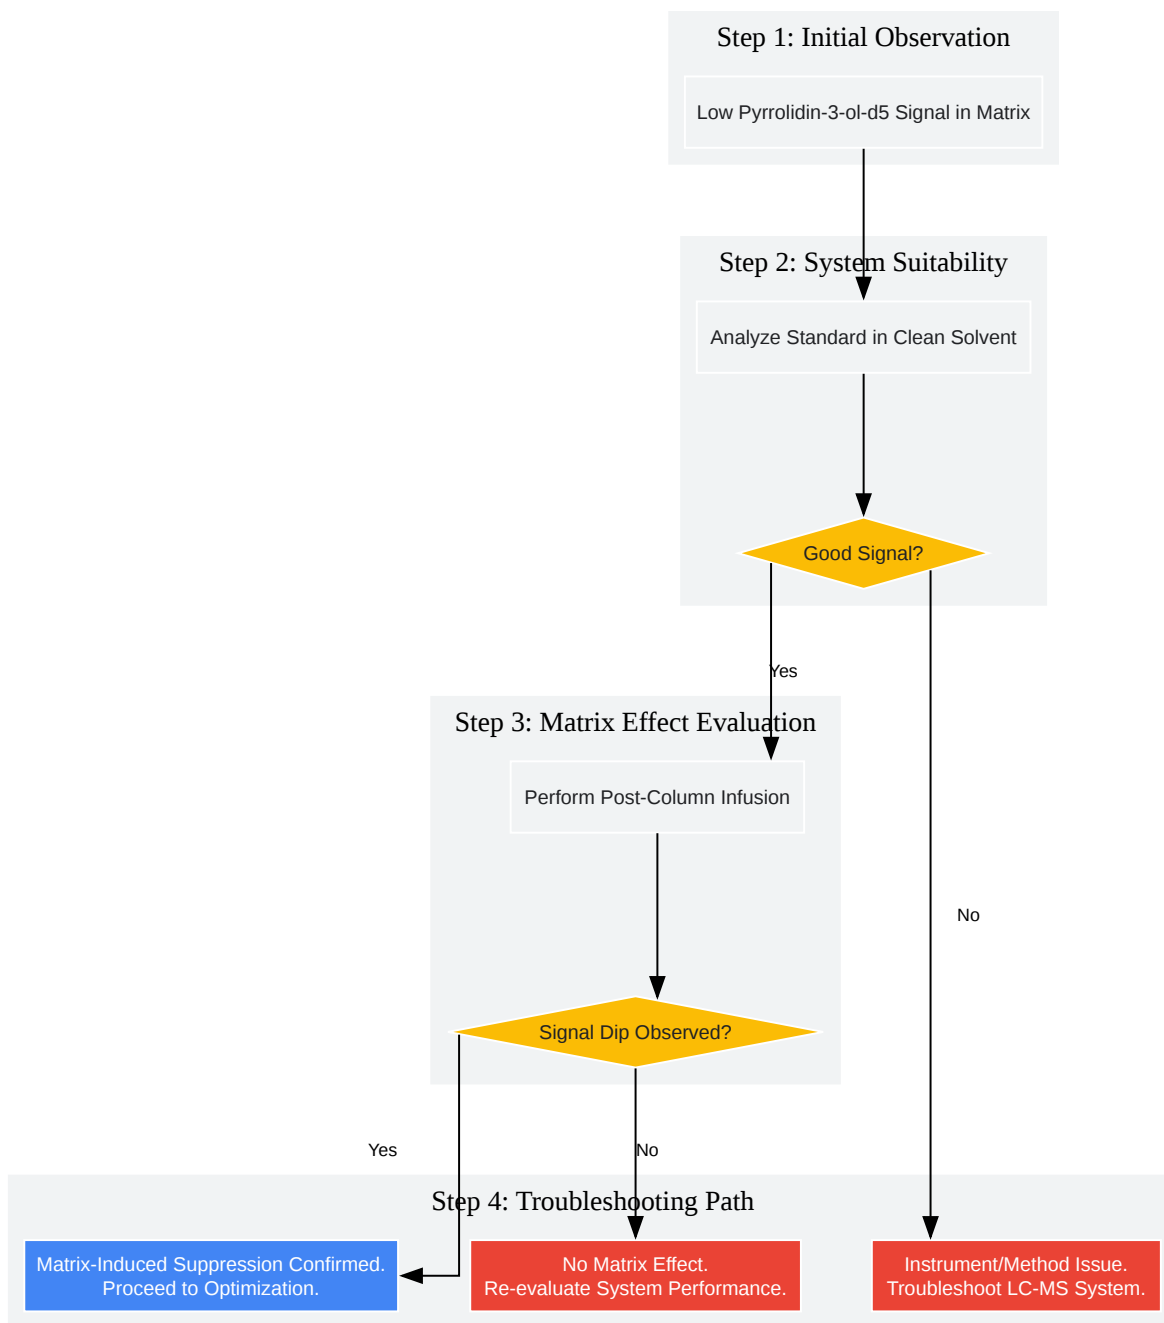 Step 1: Initial Observation
Low Pyrrolidin-3-ol-d5 Signal in Matrix
Step 2: System Suitability
Analyze Standard in Clean Solvent
Good Signal?
Yes
Step 3: Matrix Effect Evaluation
Perform Post-Column Infusion
No
Signal Dip Observed?
Yes
No
Step 4: Troubleshooting Path
Matrix-Induced Suppression Confirmed.
Proceed to Optimization.
No Matrix Effect.
Re-evaluate System Performance.
Instrument/Method Issue.
Troubleshoot LC-MS System.